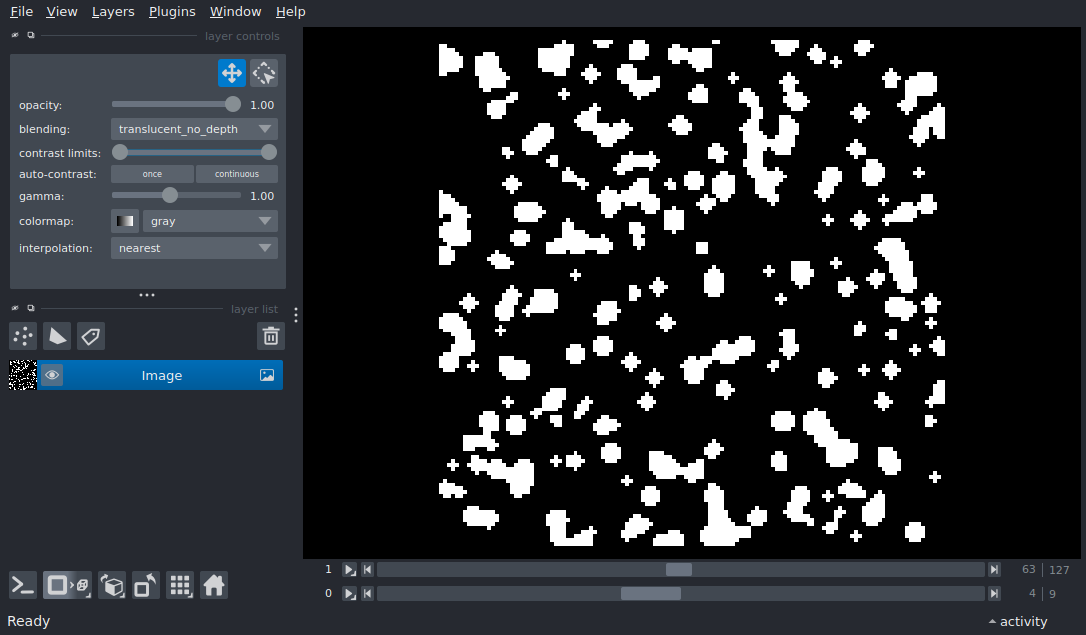 File View Layers Plugins Window Help
layer controls
opacity: 1.00
blending: translucent_no_depth
contrast limits:
auto-contrast: once continuous
gamma: 1.00
colormap: gray
interpolation: nearest
layer list
Image
1 63 127
0 4 9
Ready activity